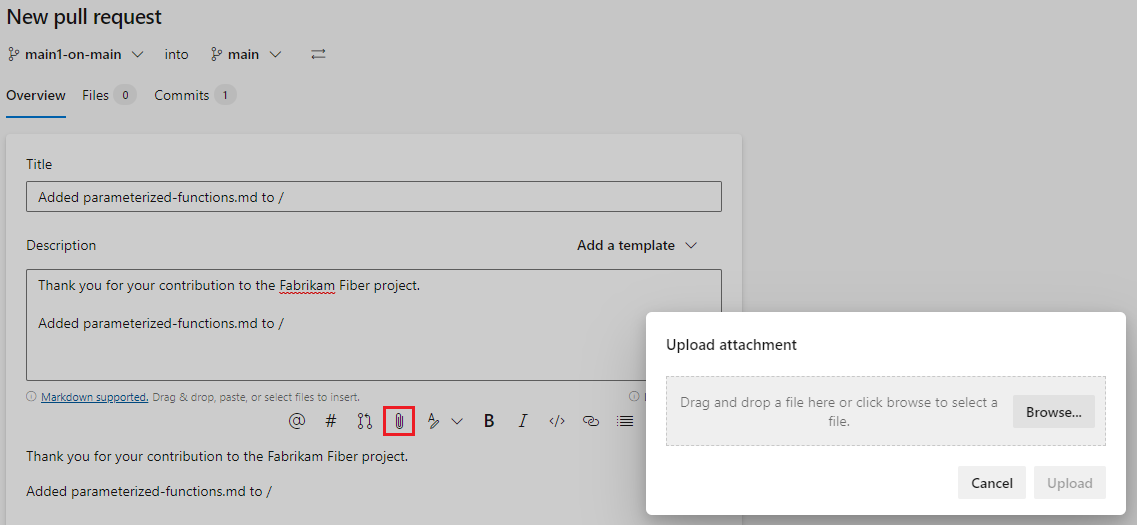 New pull request
main1-on-main into main
Overview Files 0 Commits 1
Title
Added parameterized-functions.md to /
Description Add a template
Thank you for your contribution to the Fabrikam Fiber project.
Added parameterized-functions.md to /
Markdown supported. Drag & drop, paste, or select files to insert.
@ # B I </>
Thank you for your contribution to the Fabrikam Fiber project.
Added parameterized-functions.md to /
Upload attachment
Drag and drop a file here or click browse to select a
file.
Browse...
Cancel Upload